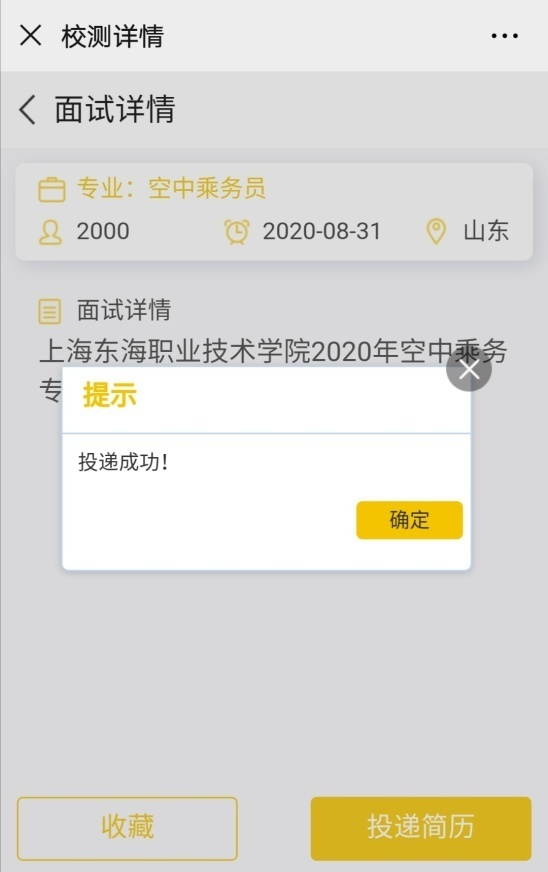 校测详情
面试详情
专业：空中乘务员
2000 2020-08-31 山东
面试详情
上海东海职业技术学院2020年空中乘务
专
提示
投递成功！
确定
收藏 投递简历